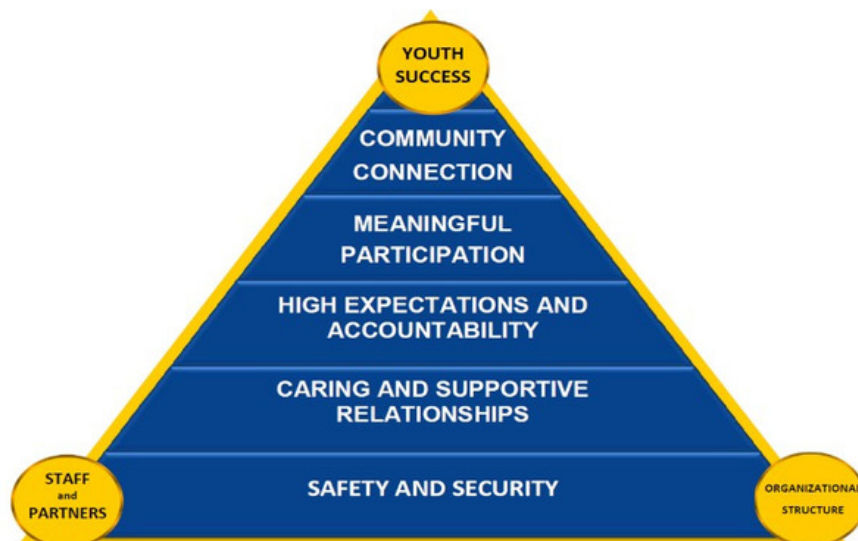 YOUTH
SUCCESS
COMMUNITY
CONNECTION
MEANINGFUL
PARTICIPATION
HIGH EXPECTATIONS AND
ACCOUNTABILITY
CARING AND SUPPORTIVE
RELATIONSHIPS
SAFETY AND SECURITY
STAFF
and
PARTNERS
ORGANIZATIONAL
STRUCTURE